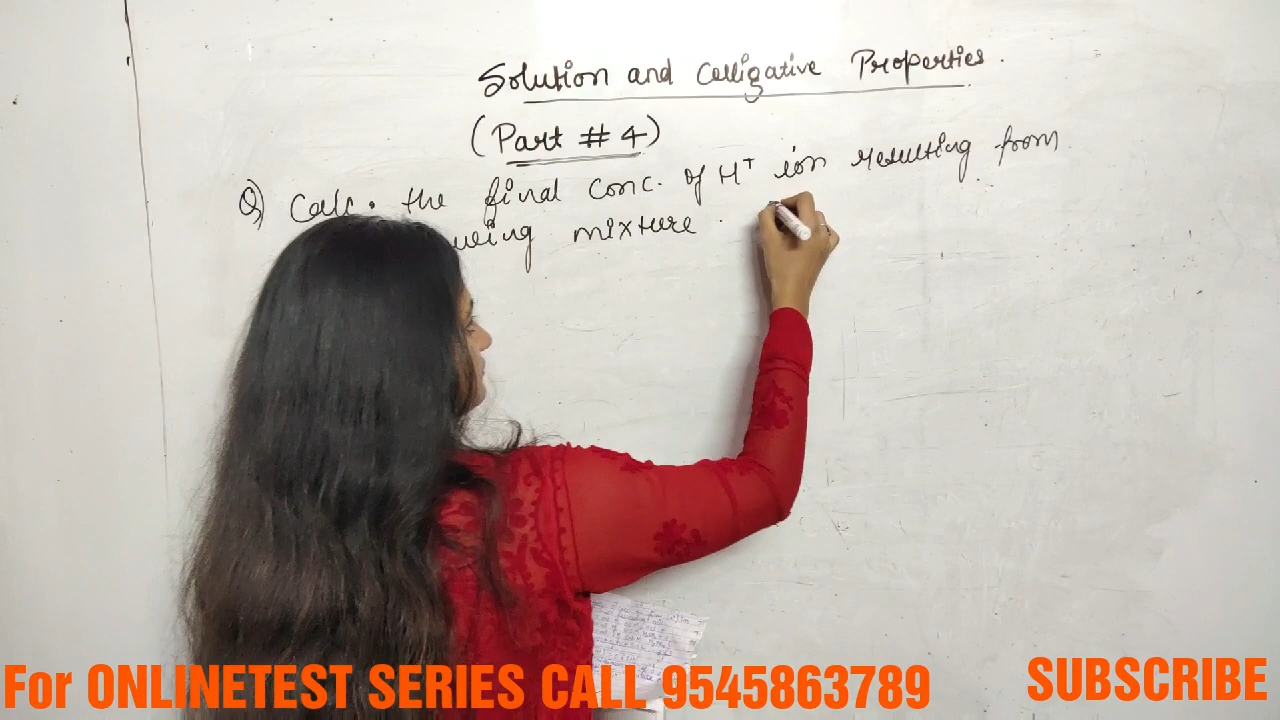 Solution and Colligative Properties.
(Part # 4)
Q) Calc. the final conc. of H+ ion resulting from
wing mixture.
For ONLINETEST SERIES CALL 9545863789
SUBSCRIBE